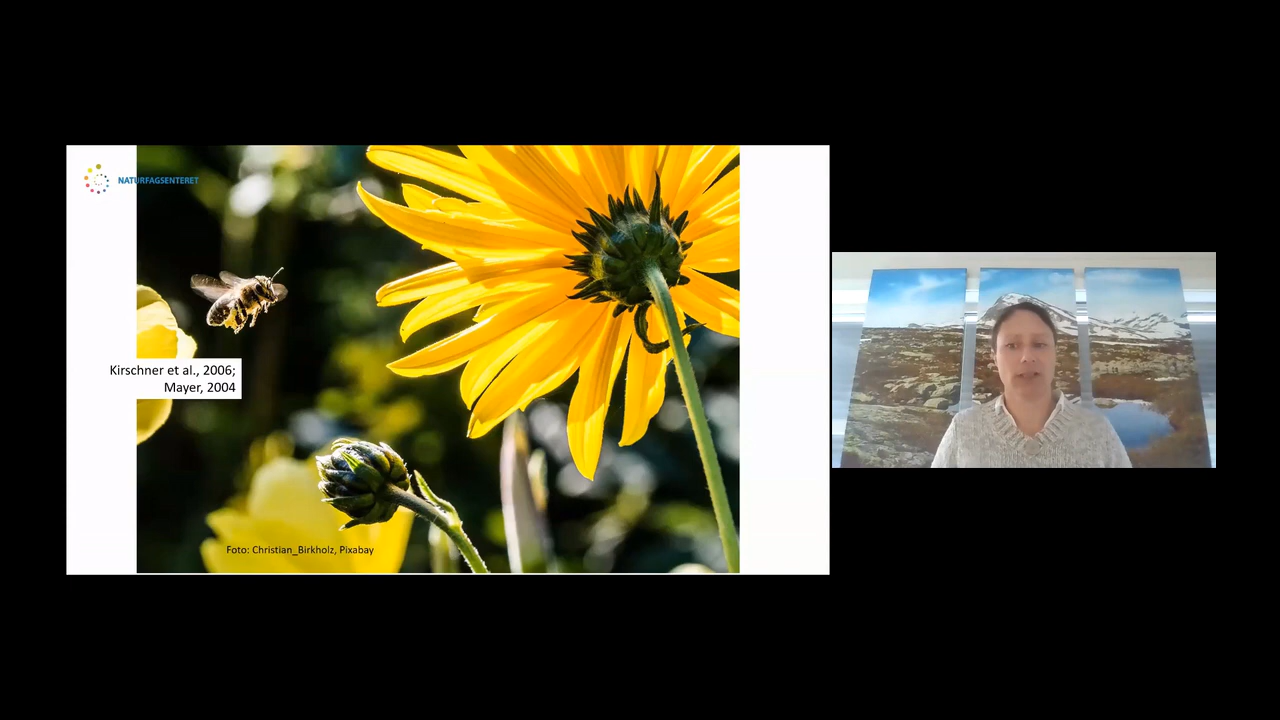 NATURFAGSENTERET
Kirschner et al., 2006;
Mayer, 2004
Foto: Christian_Birkholz, Pixabay